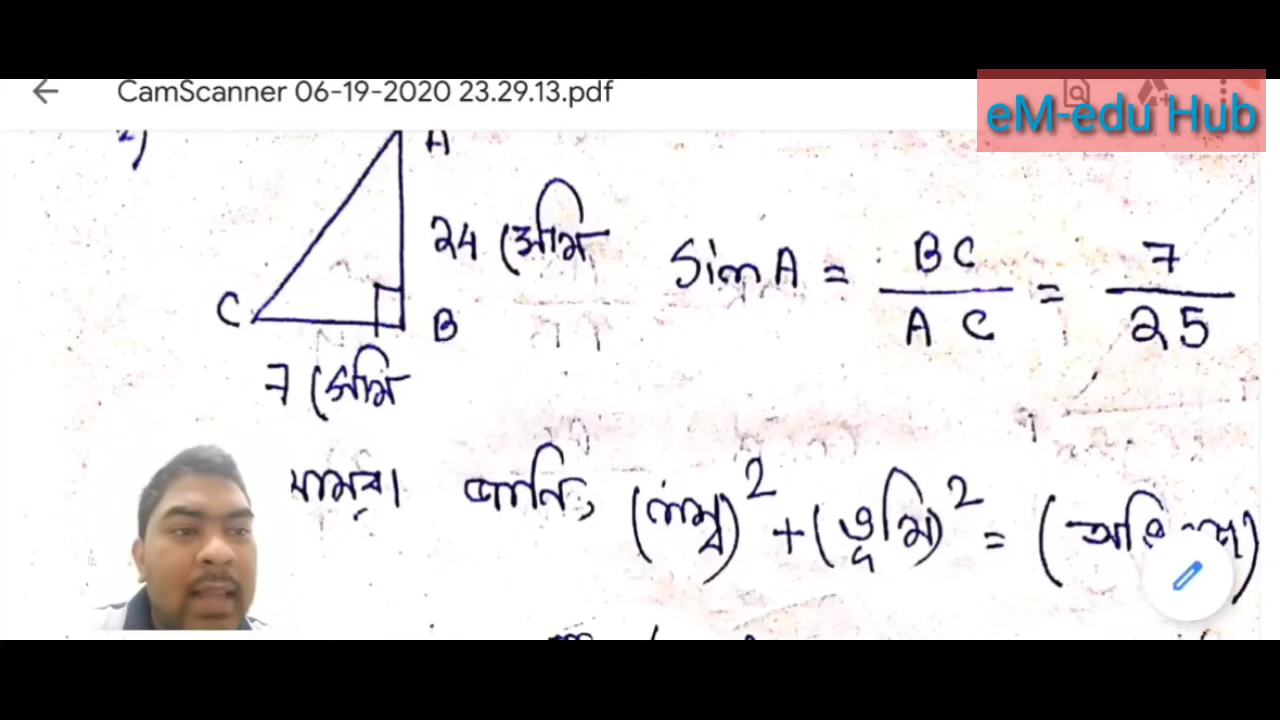 CamScanner 06-19-2020 23.29.13.pdf
eM-edu Hub
2)
A
24 সেমি
Sin A = BC / AC = 7 / 25
C
B
7 সেমি
আমরা জানি, (লম্ব)² + (ভূমি)² = (